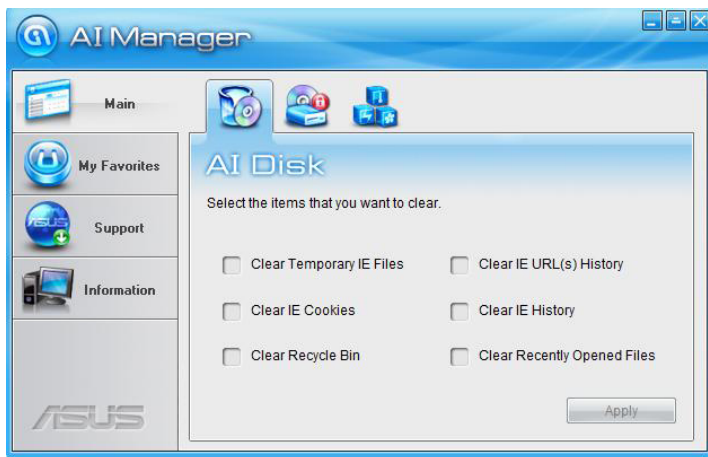 AI Manager
Main
My Favorites
Support
Information
ASUS
AI Disk
Select the items that you want to clear.
Clear Temporary IE Files
Clear IE URL(s) History
Clear IE Cookies
Clear IE History
Clear Recycle Bin
Clear Recently Opened Files
Apply
ASUS